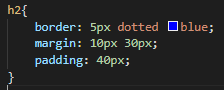 h2{
    border: 5px dotted blue;
    margin: 10px 30px;
    padding: 40px;
}